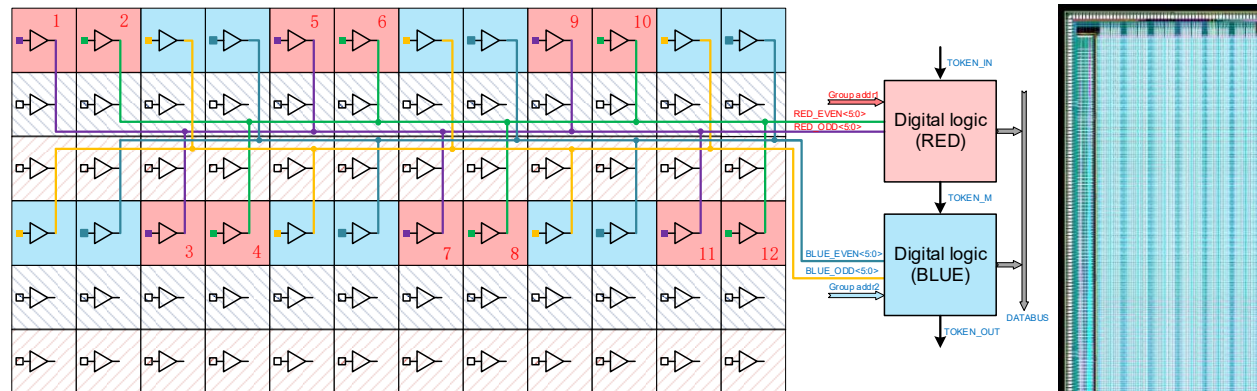 1 2 5 6 9 10
3 4 7 8 11 12
TOKEN_IN
Group addr1
RED_EVEN<5:0>
RED_ODD<5:0>
Digital logic
(RED)
TOKEN_M
BLUE_EVEN<5:0>
BLUE_ODD<5:0>
Group addr2
Digital logic
(BLUE)
DATABUS
TOKEN_OUT